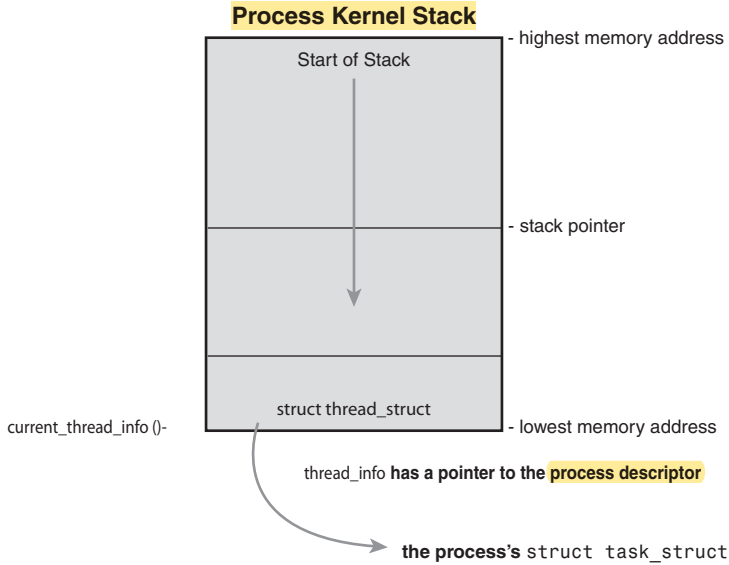 Process Kernel Stack
- highest memory address
Start of Stack
- stack pointer
struct thread_struct
current_thread_info ()-
- lowest memory address
thread_info has a pointer to the process descriptor
the process's struct task_struct